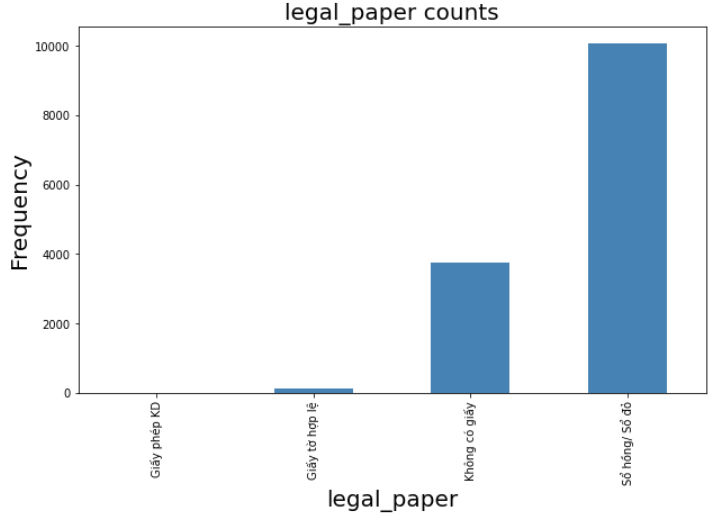 legal_paper counts
Frequency
10000
8000
6000
4000
2000
0
Giấy phép KD
Giấy tờ hợp lệ
Không có giấy
Sổ hồng/ Sổ đỏ
legal_paper